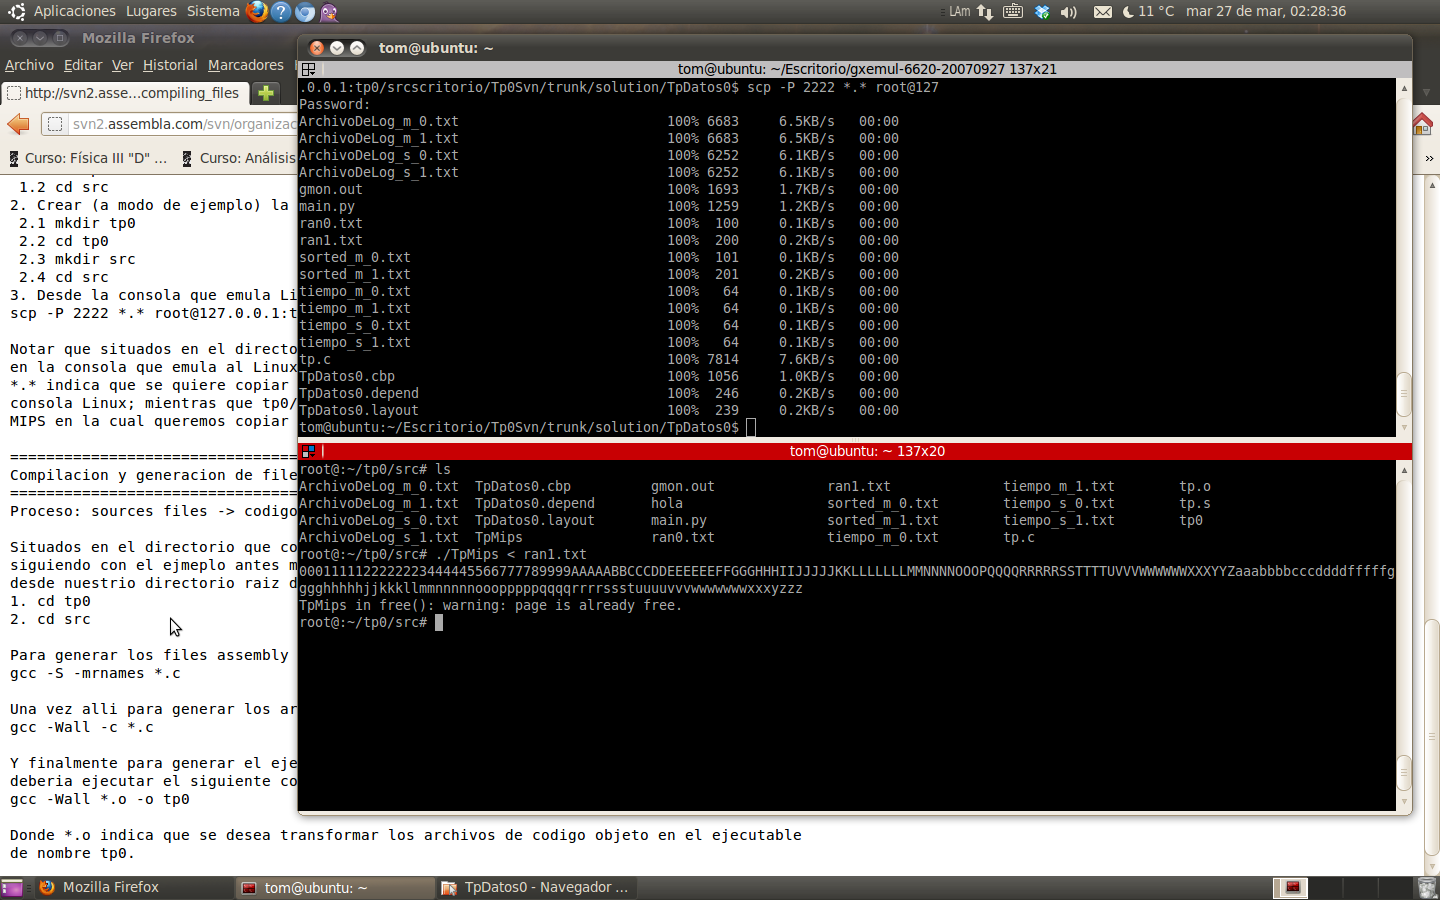 Aplicaciones Lugares Sistema
LAm 11 °C mar 27 de mar, 02:28:36
Mozilla Firefox
Archivo Editar Ver Historial Marcadores
http://svn2.asse...compiling_files
svn2.assembla.com/svn/organizac
Curso: Física III "D" ... Curso: Análisis »
1.2 cd src
2. Crear (a modo de ejemplo) la
2.1 mkdir tp0
2.2 cd tp0
2.3 mkdir src
2.4 cd src
3. Desde la consola que emula Li
scp -P 2222 *.* root@127.0.0.1:t
Notar que situados en el directo
en la consola que emula al Linux
*.* indica que se quiere copiar
consola Linux; mientras que tp0/
MIPS en la cual queremos copiar
=================================
Compilacion y generacion de file
=================================
Proceso: sources files -> codigo
Situados en el directorio que co
siguiendo con el ejmeplo antes m
desde nuestrio directorio raiz d
1. cd tp0
2. cd src
Para generar los files assembly
gcc -S -mrnames *.c
Una vez alli para generar los ar
gcc -Wall -c *.c
Y finalmente para generar el eje
deberia ejecutar el siguiente co
gcc -Wall *.o -o tp0
Donde *.o indica que se desea transformar los archivos de codigo objeto en el ejecutable
de nombre tp0.
tom@ubuntu: ~
tom@ubuntu: ~/Escritorio/gxemul-6620-20070927 137x21
.0.0.1:tp0/srcscritorio/Tp0Svn/trunk/solution/TpDatos0$ scp -P 2222 *.* root@127
Password:
ArchivoDeLog_m_0.txt 100% 6683 6.5KB/s 00:00
ArchivoDeLog_m_1.txt 100% 6683 6.5KB/s 00:00
ArchivoDeLog_s_0.txt 100% 6252 6.1KB/s 00:00
ArchivoDeLog_s_1.txt 100% 6252 6.1KB/s 00:00
gmon.out 100% 1693 1.7KB/s 00:00
main.py 100% 1259 1.2KB/s 00:00
ran0.txt 100% 100 0.1KB/s 00:00
ran1.txt 100% 200 0.2KB/s 00:00
sorted_m_0.txt 100% 101 0.1KB/s 00:00
sorted_m_1.txt 100% 201 0.2KB/s 00:00
tiempo_m_0.txt 100% 64 0.1KB/s 00:00
tiempo_m_1.txt 100% 64 0.1KB/s 00:00
tiempo_s_0.txt 100% 64 0.1KB/s 00:00
tiempo_s_1.txt 100% 64 0.1KB/s 00:00
tp.c 100% 7814 7.6KB/s 00:00
TpDatos0.cbp 100% 1056 1.0KB/s 00:00
TpDatos0.depend 100% 246 0.2KB/s 00:00
TpDatos0.layout 100% 239 0.2KB/s 00:00
tom@ubuntu:~/Escritorio/Tp0Svn/trunk/solution/TpDatos0$
tom@ubuntu: ~ 137x20
root@:~/tp0/src# ls
ArchivoDeLog_m_0.txt TpDatos0.cbp gmon.out ran1.txt tiempo_m_1.txt tp.o
ArchivoDeLog_m_1.txt TpDatos0.depend hola sorted_m_0.txt tiempo_s_0.txt tp.s
ArchivoDeLog_s_0.txt TpDatos0.layout main.py sorted_m_1.txt tiempo_s_1.txt tp0
ArchivoDeLog_s_1.txt TpMips ran0.txt tiempo_m_0.txt tp.c
root@:~/tp0/src# ./TpMips < ran1.txt
000111112222222344444556677778999​9AAAAABBCCCDDEEEEEEFFGGGHHHIIJJJJJKKLLLLLLLMMNNNNOOOPQQQQRRRRRSSTTTTUVVVWWWWWWXXXYYZaaabbbbcccddddfffffg
ggghhhhhjjkkkllmmnnnnnoooppppp​qqqqrrrrssstuuuuvvvwwwwwwwxxxyzzz
TpMips in free(): warning: page is already free.
root@:~/tp0/src#
Mozilla Firefox tom@ubuntu: ~ TpDatos0 - Navegador ...